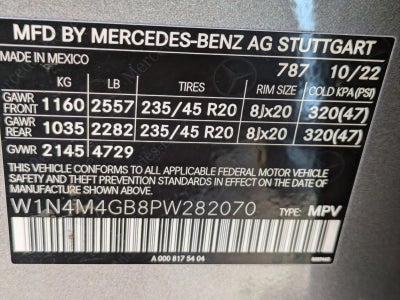 MFD BY MERCEDES-BENZ AG STUTTGART
MADE IN MEXICO 787 10/22
KG LB TIRES RIM SIZE COLD KPA(PSI)
GAWR FRONT 1160 2557 235/45 R20 8jx20 320(47)
GAWR REAR 1035 2282 235/45 R20 8jx20 320(47)
GVWR 2145 4729
THIS VEHICLE CONFORMS TO ALL APPLICABLE FEDERAL MOTOR VEHICLE
SAFETY, BUMPER, AND THEFT PREVENTION STANDARDS IN EFFECT ON THE DATE OF
MANUFACTURE SHOWN ABOVE.
W1N4M4GB8PW282070 TYPE: MPV
A 000 817 54 04